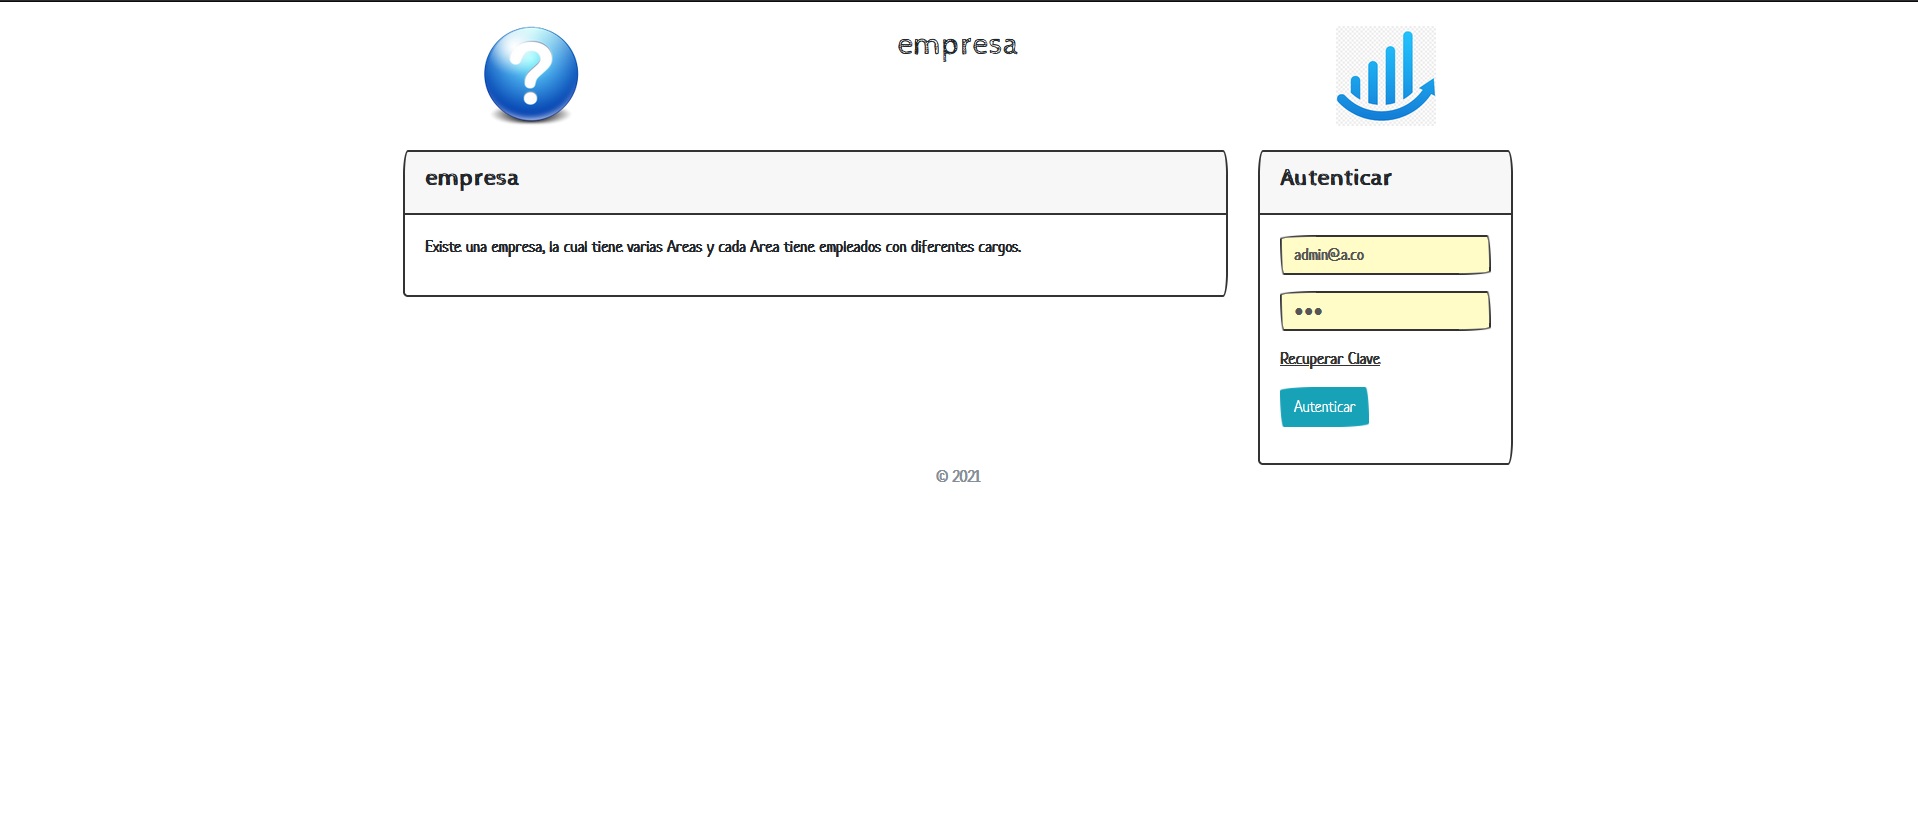 empresa
empresa
Existe una empresa, la cual tiene varias Areas y cada Area tiene empleados con diferentes cargos.
Autenticar
admin@a.co
•••
Recuperar Clave
Autenticar
© 2021